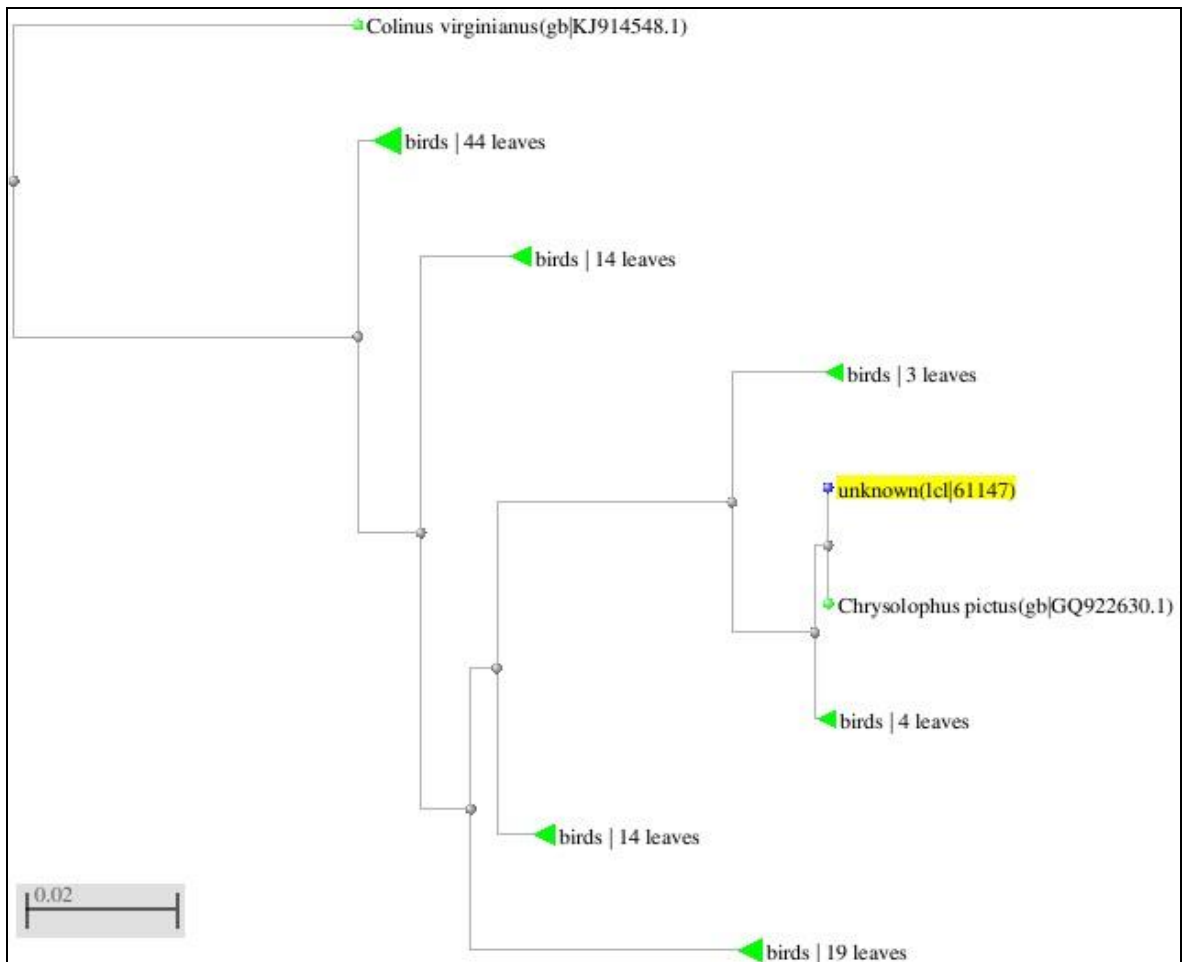 Colinus virginianus(gb|KJ914548.1)
birds | 44 leaves
birds | 14 leaves
birds | 3 leaves
unknown(lcl|61147)
Chrysolophus pictus(gb|GQ922630.1)
birds | 4 leaves
birds | 14 leaves
0.02
birds | 19 leaves